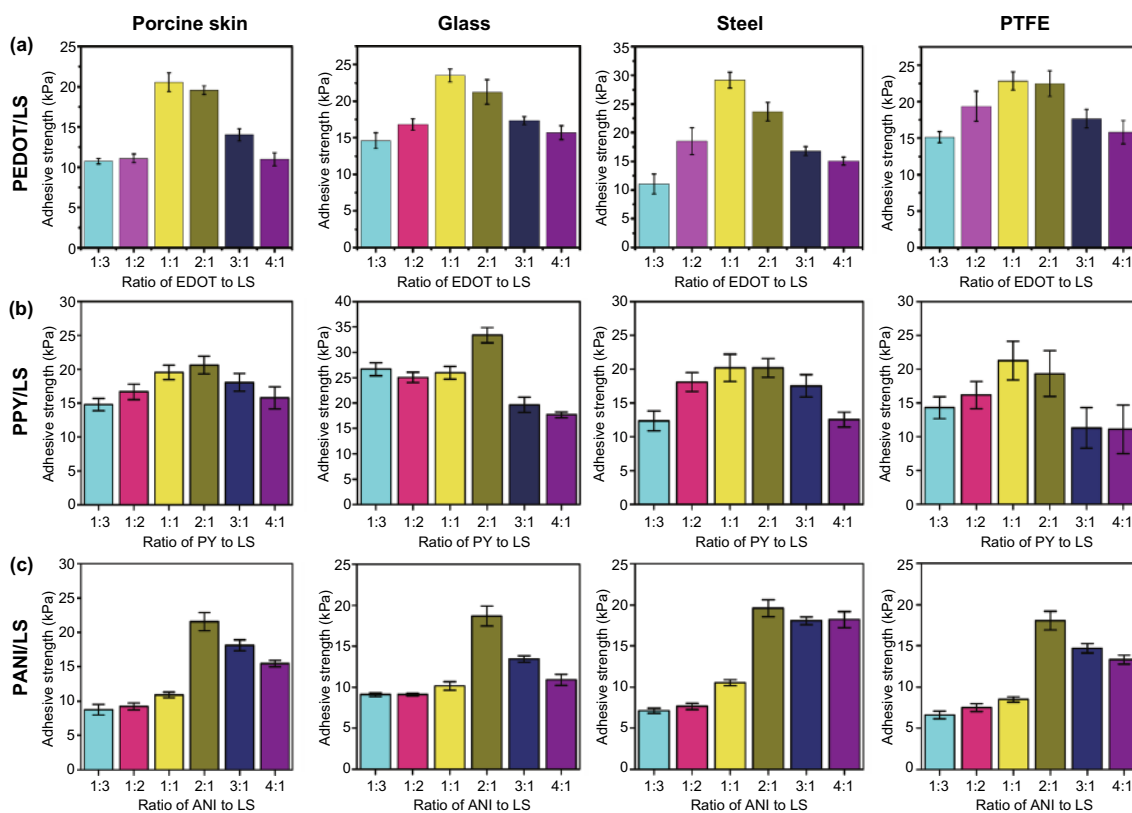 Porcine skin Glass Steel PTFE
(a)
PEDOT/LS
Adhesive strength (kPa)
25
20
15
10
5
0
1:3 1:2 1:1 2:1 3:1 4:1
Ratio of EDOT to LS
Adhesive strength (kPa)
25
22.5
15
17.5
10
12.5
5
7.5
0
1:3 1:2 1:1 2:1 3:1 4:1
Ratio of EDOT to LS
Adhesive strength (kPa)
35
30
25
20
15
10
5
0
1:3 1:2 1:1 2:1 3:1 4:1
Ratio of EDOT to LS
Adhesive strength (kPa)
25
22.5
15
17.5
10
12.5
5
7.5
0
1:3 1:2 1:1 2:1 3:1 4:1
Ratio of EDOT to LS
(b)
PPY/LS
Adhesive strength (kPa)
30
25
20
15
10
5
0
1:3 1:2 1:1 2:1 3:1 4:1
Ratio of PY to LS
Adhesive strength (kPa)
40
35
30
25
20
15
10
5
0
1:3 1:2 1:1 2:1 3:1 4:1
Ratio of PY to LS
Adhesive strength (kPa)
30
25
20
15
10
5
0
1:3 1:2 1:1 2:1 3:1 4:1
Ratio of PY to LS
Adhesive strength (kPa)
30
25
20
15
10
5
0
1:3 1:2 1:1 2:1 3:1 4:1
Ratio of PY to LS
(c)
PANI/LS
Adhesive strength (kPa)
30
25
20
15
10
5
0
1:3 1:2 1:1 2:1 3:1 4:1
Ratio of ANI to LS
Adhesive strength (kPa)
25
20
15
10
5
0
1:3 1:2 1:1 2:1 3:1 4:1
Ratio of ANI to LS
Adhesive strength (kPa)
25
20
15
10
5
0
1:3 1:2 1:1 2:1 3:1 4:1
Ratio of ANI to LS
Adhesive strength (kPa)
25
20
15
10
5
0
1:3 1:2 1:1 2:1 3:1 4:1
Ratio of ANI to LS